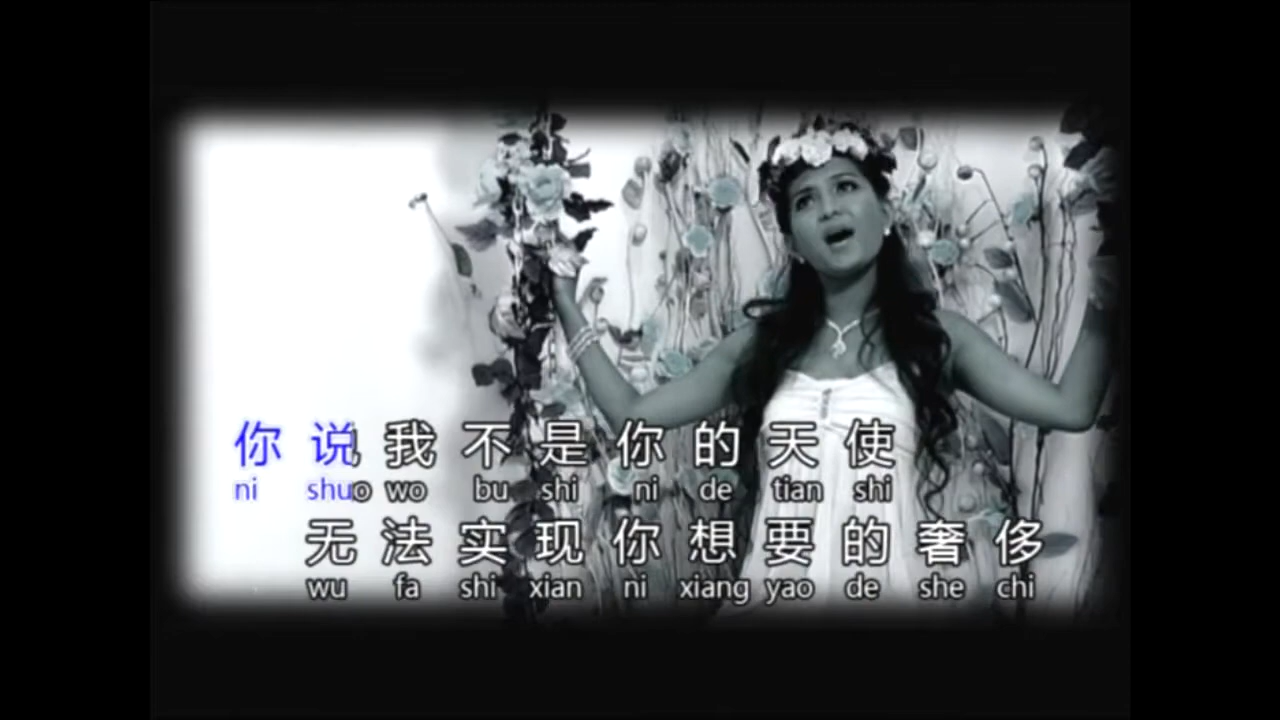 你说我不是你的天使
ni shuo wo bu shi ni de tian shi
无法实现你想要的奢侈
wu fa shi xian ni xiang yao de she chi